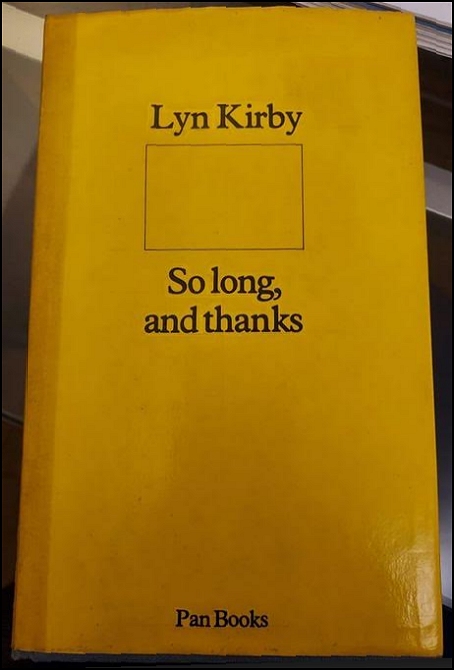 Lyn Kirby
So long,
and thanks
Pan Books